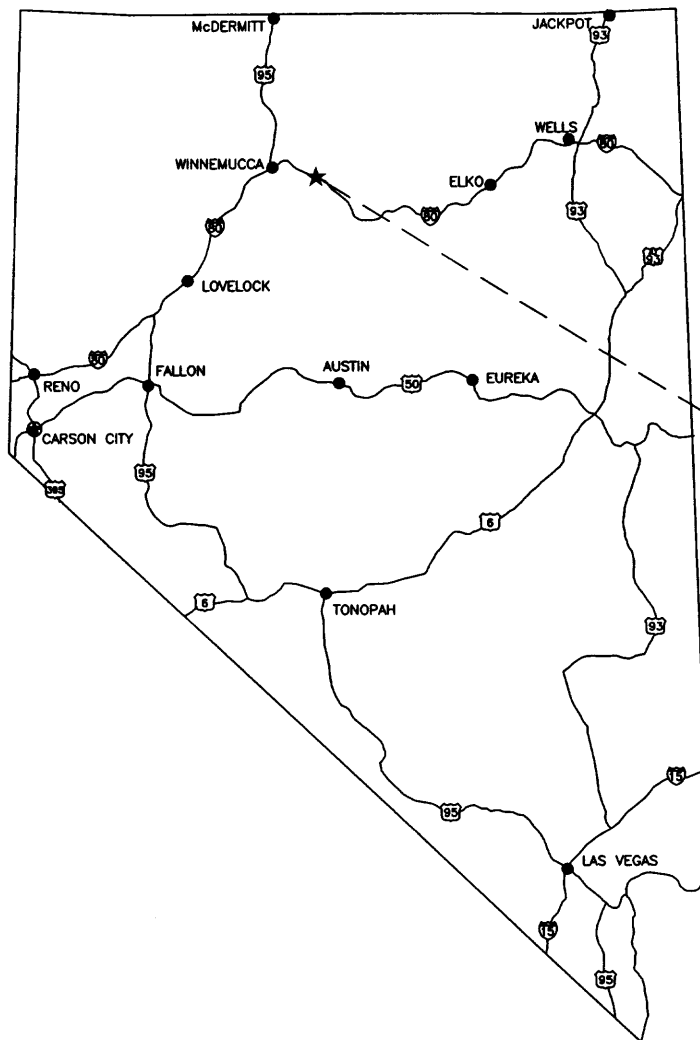 McDERMITT
JACKPOT
93
95
WELLS
80
WINNEMUCCA
ELKO
80
93
80
93
LOVELOCK
80
RENO
FALLON
AUSTIN
50
EUREKA
CARSON CITY
95
395
6
6
TONOPAH
93
15
95
LAS VEGAS
15
95